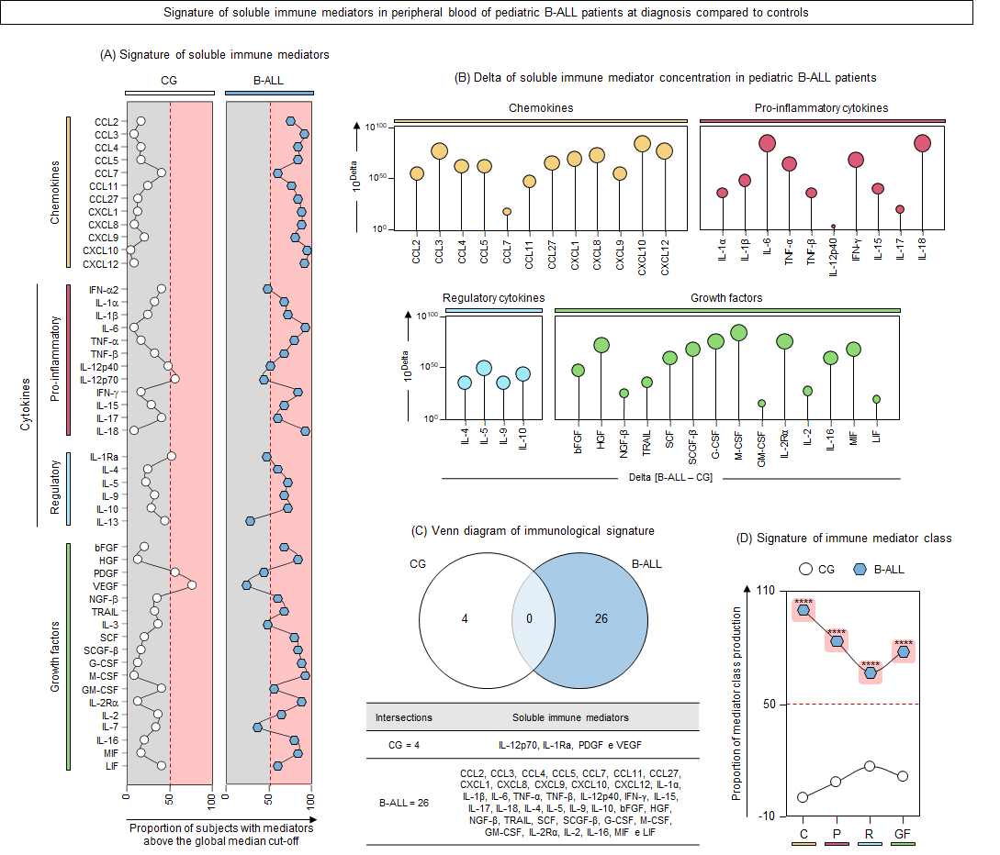 Signature of soluble immune mediators in peripheral blood of pediatric B-ALL patients at diagnosis compared to controls
(A) Signature of soluble immune mediators
CG
B-ALL
Chemokines
CCL2
CCL3
CCL4
CCL5
CCL7
CCL11
CCL27
CXCL1
CXCL8
CXCL9
CXCL10
CXCL12
Cytokines
Pro-inflammatory
IFN-α2
IL-1α
IL-1β
IL-6
TNF-α
TNF-β
IL-12p40
IL-12p70
IFN-γ
IL-15
IL-17
IL-18
Regulatory
IL-1Ra
IL-4
IL-5
IL-9
IL-10
IL-13
Growth factors
bFGF
HGF
PDGF
VEGF
NGF-β
TRAIL
IL-3
SCF
SCGF-β
G-CSF
M-CSF
GM-CSF
IL-2Rα
IL-2
IL-7
IL-16
MIF
LIF
0 50 100 0 50 100
Proportion of subjects with mediators
above the global median cut-off
(B) Delta of soluble immune mediator concentration in pediatric B-ALL patients
Chemokines
10^Delta
10^100
10^50
10^0
CCL2 CCL3 CCL4 CCL5 CCL7 CCL11 CCL27 CXCL1 CXCL8 CXCL9 CXCL10 CXCL12
Pro-inflammatory cytokines
IL-1α IL-1β IL-6 TNF-α TNF-β IL-12p40 IFN-γ IL-15 IL-17 IL-18
Regulatory cytokines
10^Delta
10^100
10^50
10^0
IL-4 IL-5 IL-9 IL-10
Growth factors
bFGF HGF NGF-β TRAIL SCF SCGF-β G-CSF M-CSF GM-CSF IL-2Rα IL-2 IL-16 MIF LIF
Delta [B-ALL – CG]
(C) Venn diagram of immunological signature
CG
B-ALL
4 0 26
Intersections Soluble immune mediators
CG = 4 IL-12p70, IL-1Ra, PDGF e VEGF
B-ALL = 26
CCL2, CCL3, CCL4, CCL5, CCL7, CCL11, CCL27,
CXCL1, CXCL8, CXCL9, CXCL10, CXCL12, IL-1α,
IL-1β, IL-6, TNF-α, TNF-β, IL-12p40, IFN-γ, IL-15,
IL-17, IL-18, IL-4, IL-5, IL-9, IL-10, bFGF, HGF,
NGF-β, TRAIL, SCF, SCGF-β, G-CSF, M-CSF,
GM-CSF, IL-2Rα, IL-2, IL-16, MIF e LIF
(D) Signature of immune mediator class
CG B-ALL
Proportion of mediator class production
110
50
-10
****
****
****
****
C P R GF